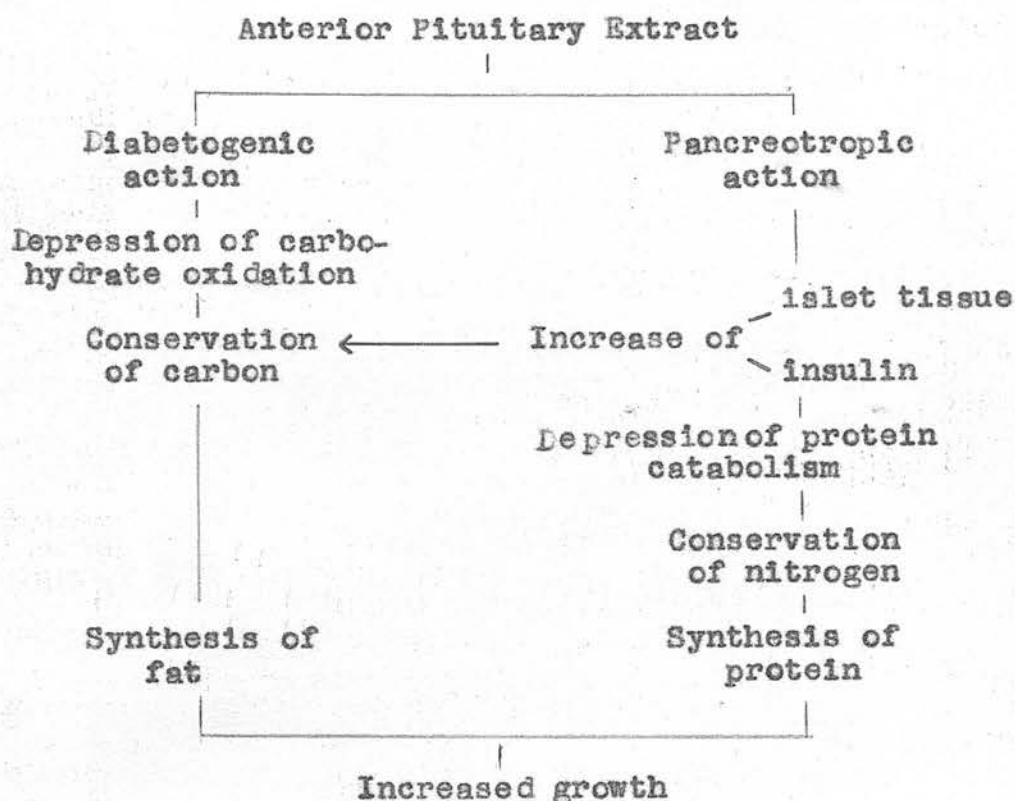 Anterior Pituitary Extract
Diabetogenic
action
Pancreotropic
action
Depression of carbo-
hydrate oxidation
Conservation
of carbon
Increase of
islet tissue
insulin
Depression of protein
catabolism
Conservation
of nitrogen
Synthesis of
fat
Synthesis of
protein
Increased growth